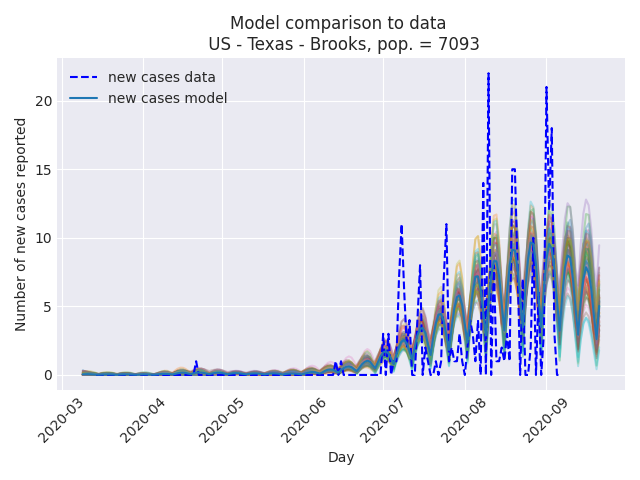 Model comparison to data
US - Texas - Brooks, pop. = 7093
new cases data
new cases model
Number of new cases reported
20
15
10
5
0
2020-03
2020-04
2020-05
2020-06
2020-07
2020-08
2020-09
Day